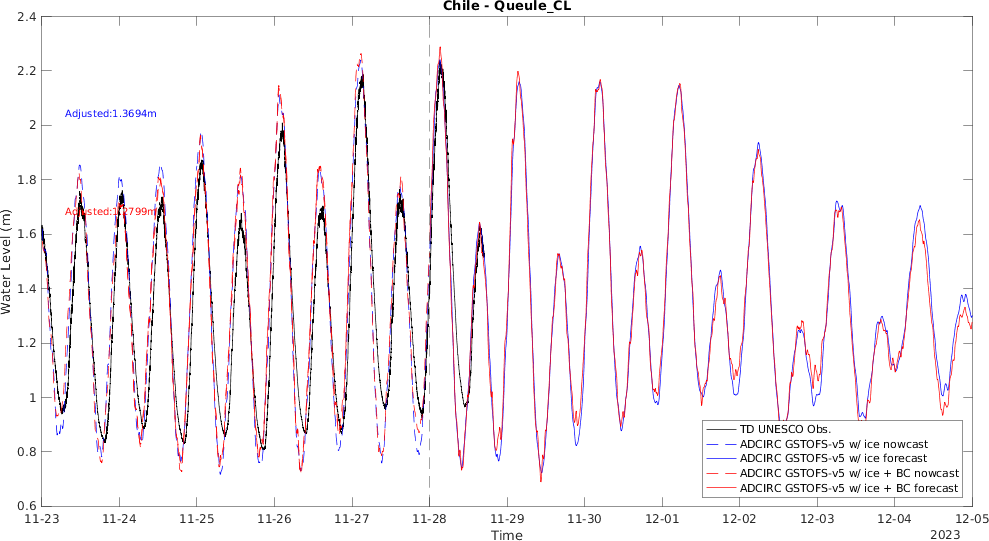 Chile - Queule_CL
2.4
2.2
2
1.8
1.6
1.4
1.2
1
0.8
0.6
Water Level (m)
Adjusted:1.3694m
Adjusted:1.2799m
TD UNESCO Obs.
ADCIRC GSTOFS-v5 w/ ice nowcast
ADCIRC GSTOFS-v5 w/ ice forecast
ADCIRC GSTOFS-v5 w/ ice + BC nowcast
ADCIRC GSTOFS-v5 w/ ice + BC forecast
11-23 11-24 11-25 11-26 11-27 11-28 11-29 11-30 12-01 12-02 12-03 12-04 12-05
Time
2023